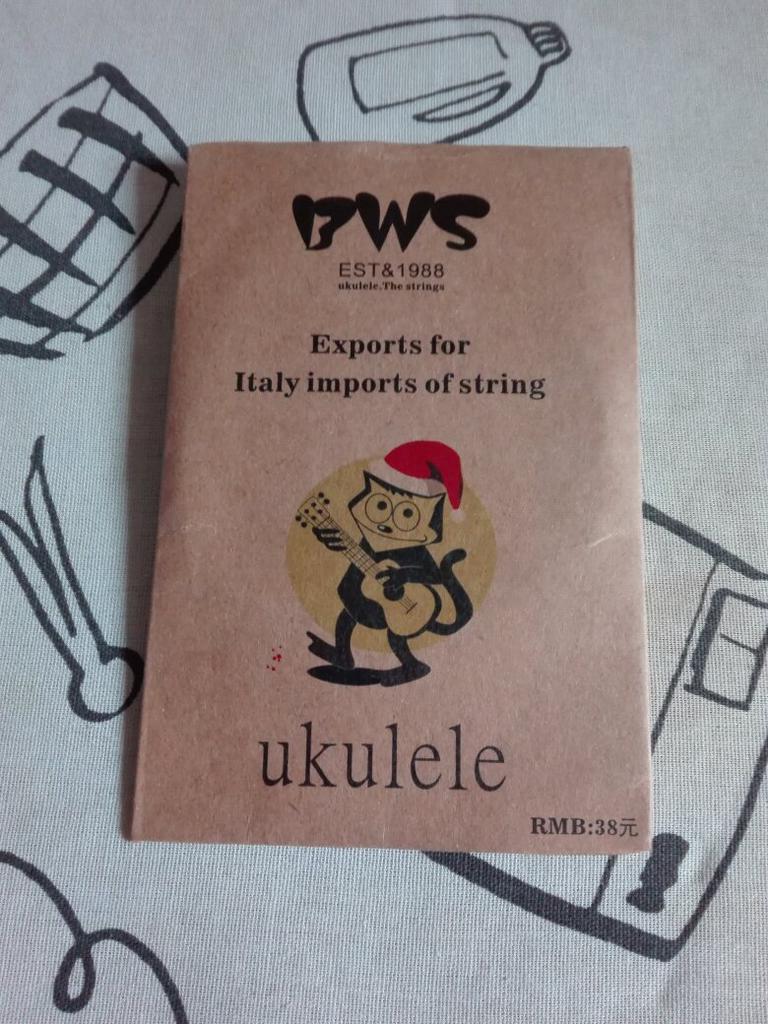 BWS
EST&1988
ukulele.The strings
Exports for
Italy imports of string
ukulele
RMB:38元